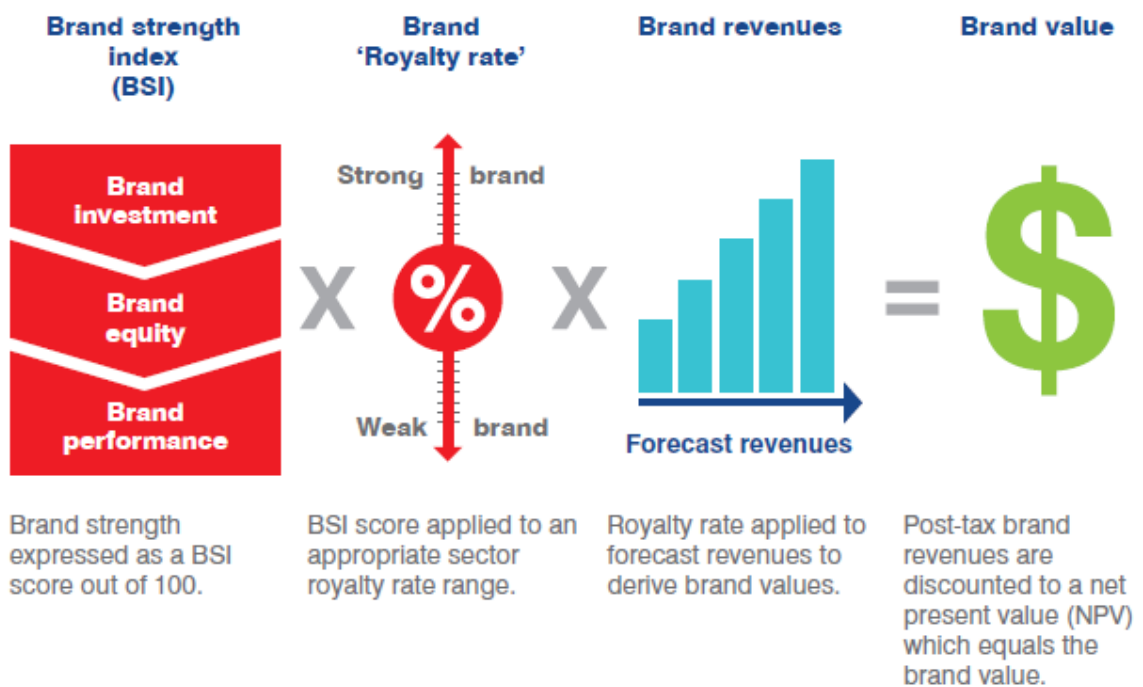 Brand strength
index
(BSI)
Brand
‘Royalty rate’
Brand revenues
Brand value
Brand
investment
Brand
equity
Brand
performance
X
Strong brand
%
Weak brand
X
Forecast revenues
=
$
Brand strength
expressed as a BSI
score out of 100.
BSI score applied to an
appropriate sector
royalty rate range.
Royalty rate applied to
forecast revenues to
derive brand values.
Post-tax brand
revenues are
discounted to a net
present value (NPV)
which equals the
brand value.